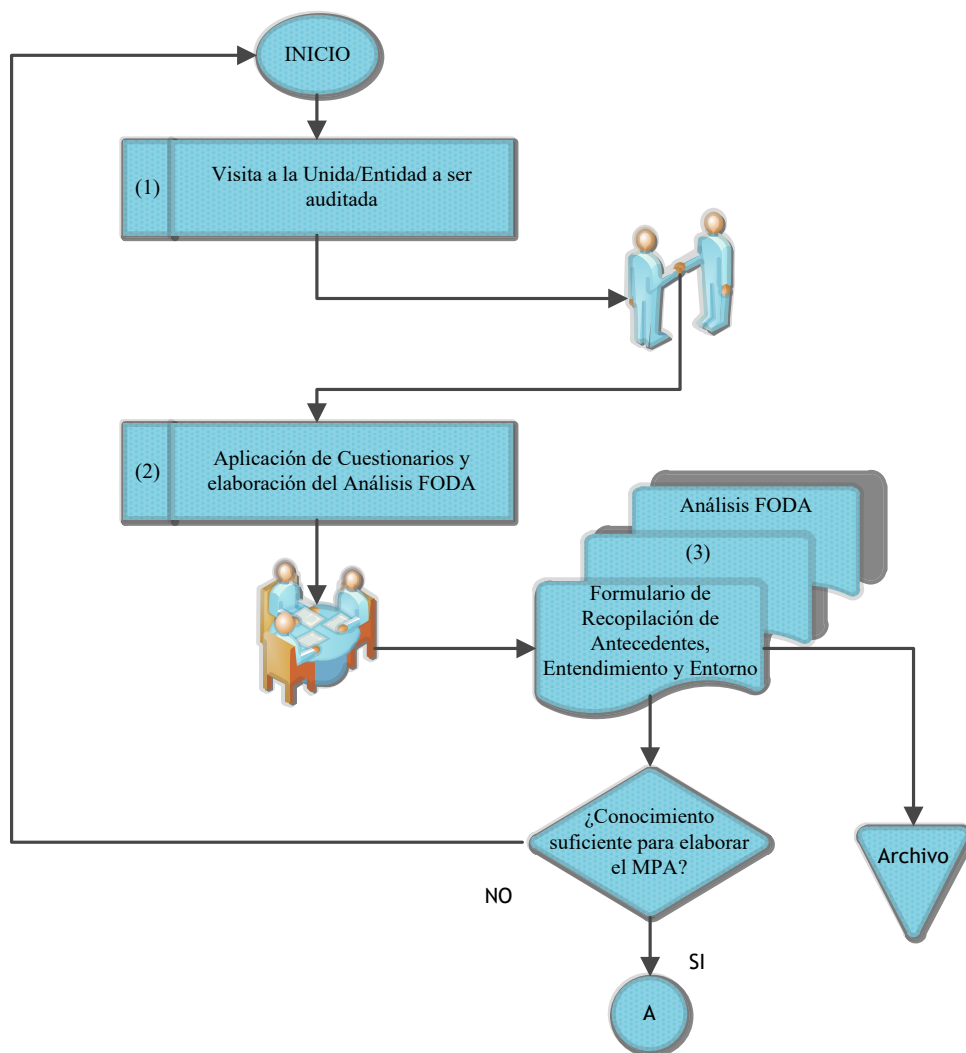 INICIO
(1)
Visita a la Unida/Entidad a ser
auditada
(2)
Aplicación de Cuestionarios y
elaboración del Análisis FODA
Análisis FODA
(3)
Formulario de
Recopilación de
Antecedentes,
Entendimiento y Entorno
¿Conocimiento
suficiente para elaborar
el MPA?
Archivo
NO
SI
A